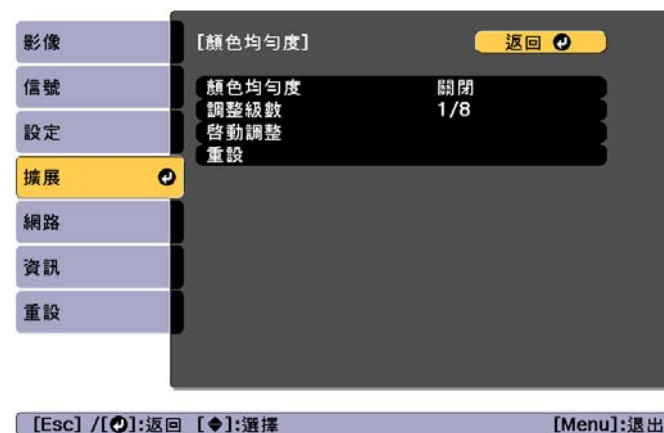 影像
信號
設定
擴展
網路
資訊
重設
[顏色均勻度] 返回
顏色均勻度 關閉
調整級數 1/8
啓動調整
重設
[Esc] /[ ]:返回 [ ]:選擇 [Menu]:退出